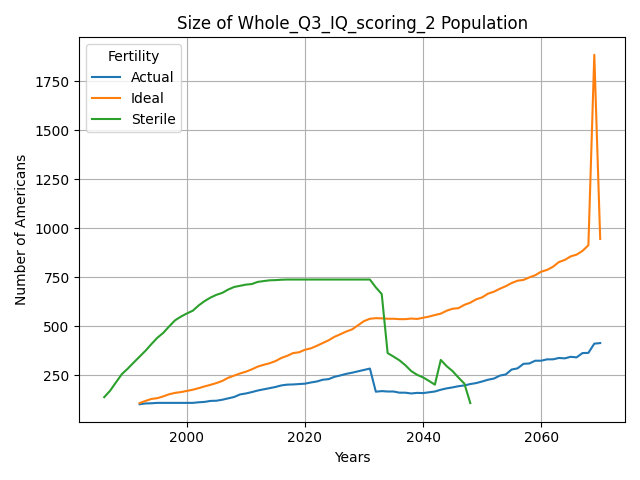 Size of Whole_Q3_IQ_scoring_2 Population
Fertility
Actual
Ideal
Sterile
Number of Americans
1750
1500
1250
1000
750
500
250
2000
2020
2040
2060
Years